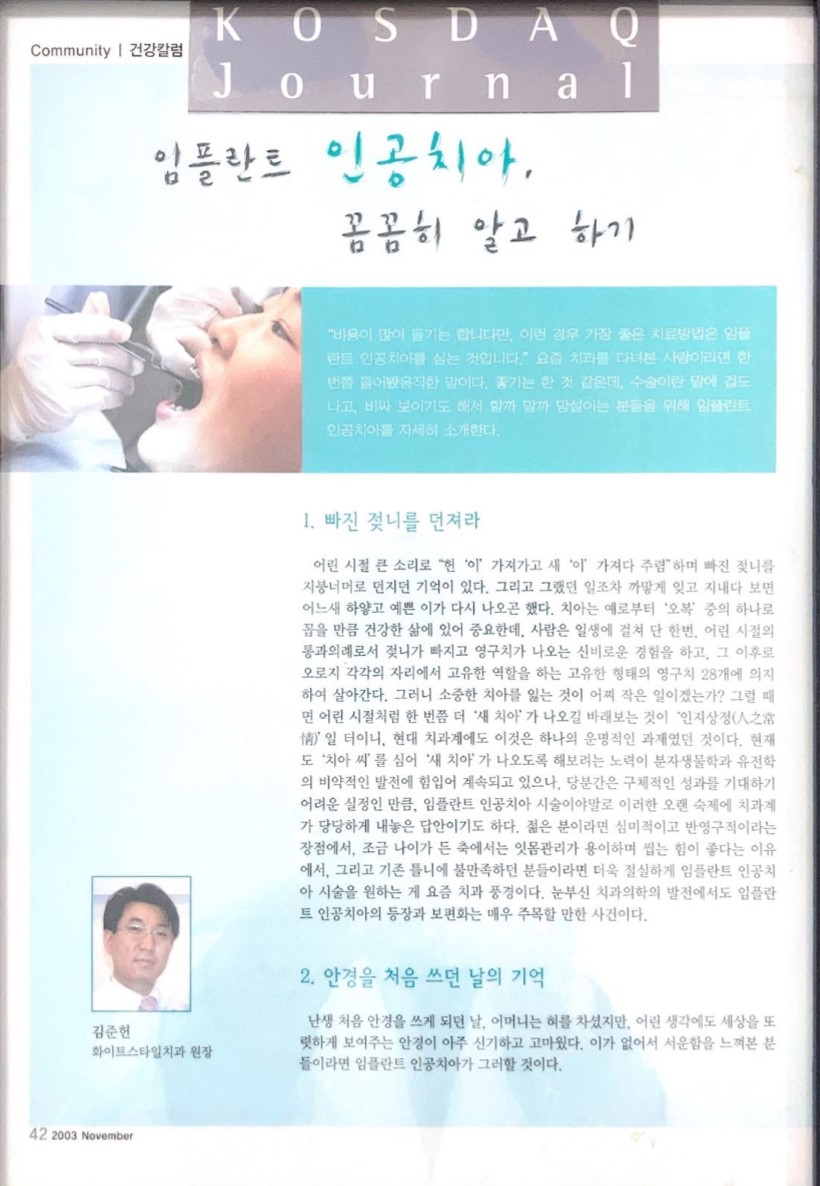 KOSDAQ
Journal
Community | 건강칼럼
임플란트 인공치아,
꼼꼼히 알고 하기
"비용이 많이 들기는 합니다만, 이런 경우 가장 좋은 치료방법은 임플
란트 인공치아를 심는 것입니다." 요즘 치과를 다녀본 사람이라면 한
번쯤 들어봤음직한 말이다. 좋기는 한 것 같은데, 수술이란 말에 겁도
나고, 비싸 보이기도 해서 할까 말까 망설이는 분들을 위해 임플란트
인공치아를 자세히 소개한다.
1. 빠진 젖니를 던져라
어린 시절 큰 소리로 "헌 '이' 가져가고 새 '이' 가져다 주렴"하며 빠진 젖니를
지붕너머로 던지던 기억이 있다. 그리고 그랬던 일조차 까맣게 잊고 지내다 보면
어느새 하얗고 예쁜 이가 다시 나오곤 했다. 치아는 예로부터 '오복' 중의 하나로
꼽을 만큼 건강한 삶에 있어 중요한데, 사람은 일생에 걸쳐 단 한번, 어린 시절의
통과의례로서 젖니가 빠지고 영구치가 나오는 신비로운 경험을 하고, 그 이후로
오로지 각각의 자리에서 고유한 역할을 하는 고유한 형태의 영구치 28개에 의지
하여 살아간다. 그러니 소중한 치아를 잃는 것이 어찌 작은 일이겠는가? 그럴 때
면 어린 시절처럼 한 번쯤 더 '새 치아'가 나오길 바래보는 것이 '인지상정(人之常
情)'일 터이니, 현대 치과계에도 이것은 하나의 운명적인 과제였던 것이다. 현재
도 '치아 씨'를 심어 '새 치아'가 나오도록 해보려는 노력이 분자생물학과 유전학
의 비약적인 발전에 힘입어 계속되고 있으나, 당분간은 구체적인 성과를 기대하기
어려운 실정인 만큼, 임플란트 인공치아 시술이야말로 이러한 오랜 숙제에 치과계
가 당당하게 내놓은 답안이기도 하다. 젊은 분이라면 심미적이고 반영구적이라는
장점에서, 조금 나이가 든 축에서는 잇몸관리가 용이하며 씹는 힘이 좋다는 이유
에서, 그리고 기존 틀니에 불만족하던 분들이라면 더욱 절실하게 임플란트 인공치
아 시술을 원하는 게 요즘 치과 풍경이다. 눈부신 치과의학의 발전에서도 임플란
트 인공치아의 등장과 보편화는 매우 주목할 만한 사건이다.
2. 안경을 처음 쓰던 날의 기억
난생 처음 안경을 쓰게 되던 날, 어머니는 혀를 차셨지만, 어린 생각에도 세상을 또
렷하게 보여주는 안경이 아주 신기하고 고마웠다. 이가 없어서 서운함을 느껴본 분
들이라면 임플란트 인공치아가 그러할 것이다.
김준헌
화이트스타일치과 원장
42 2003 November